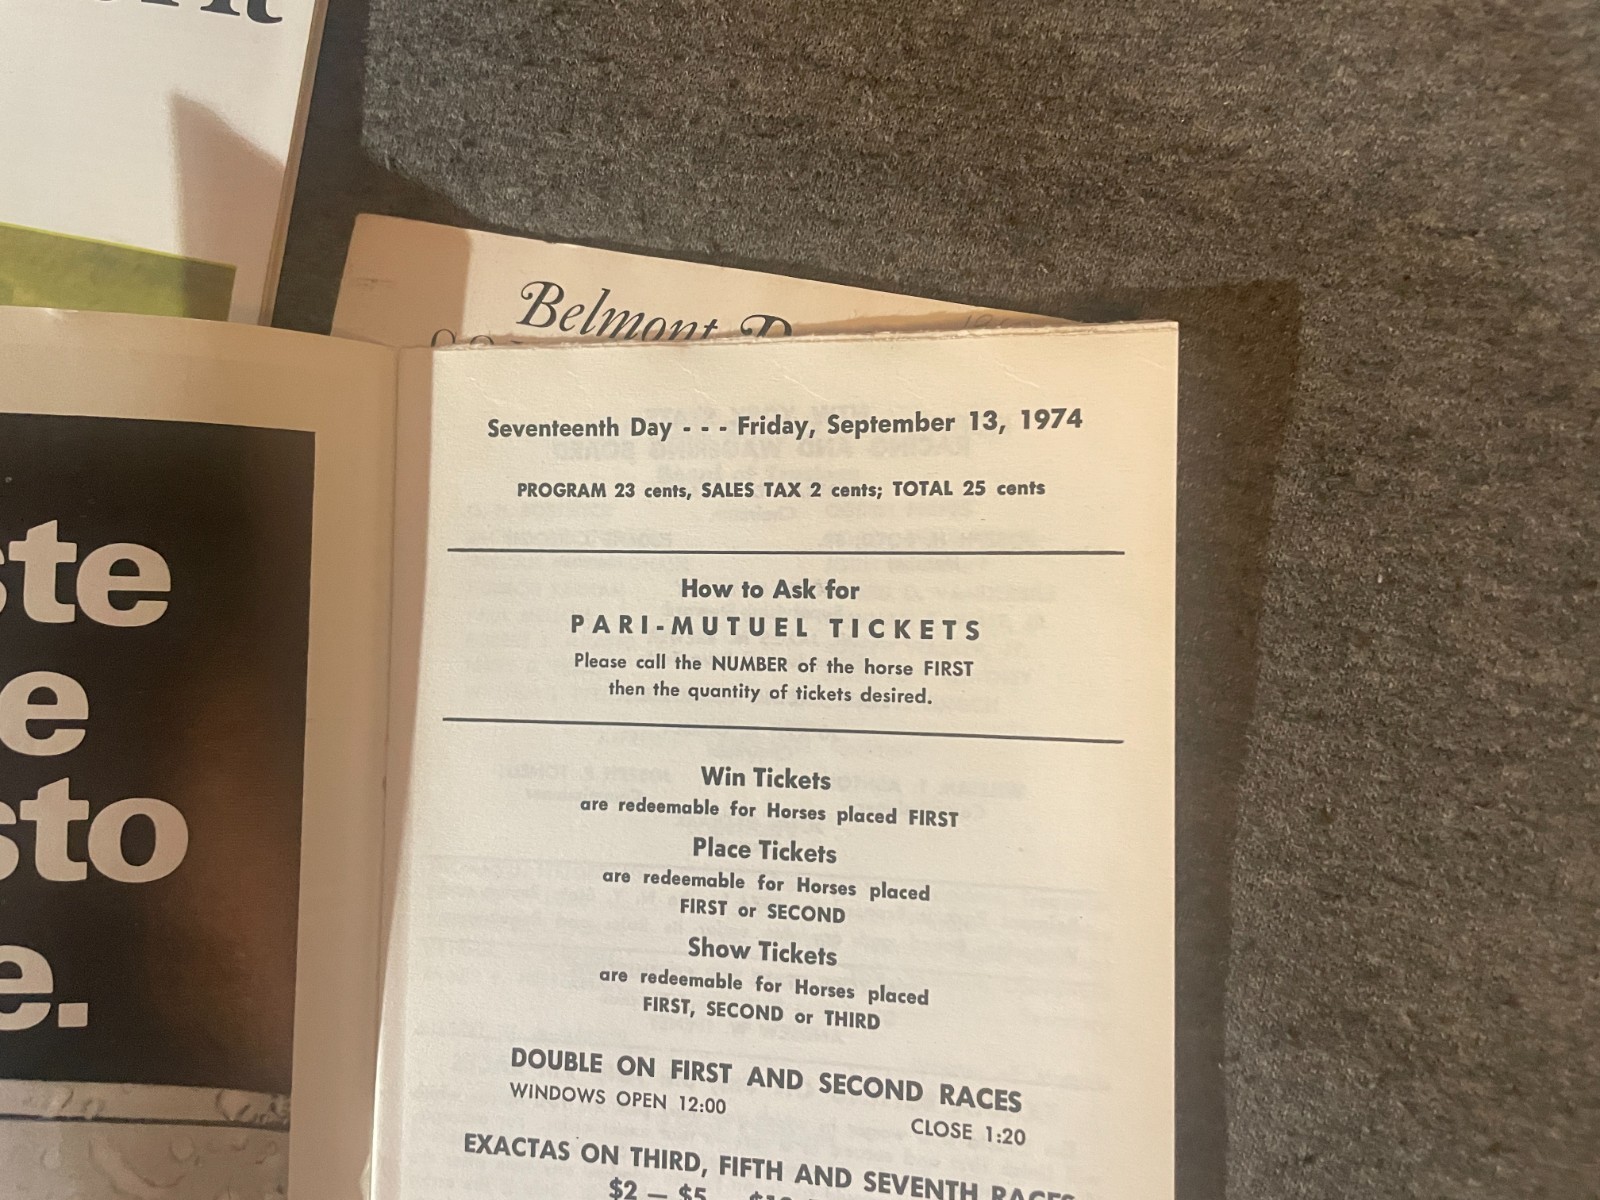 Belmont
Seventeenth Day - - - Friday, September 13, 1974
PROGRAM 23 cents, SALES TAX 2 cents; TOTAL 25 cents
How to Ask for
PARI-MUTUEL TICKETS
Please call the NUMBER of the horse FIRST
then the quantity of tickets desired.
Win Tickets
are redeemable for Horses placed FIRST
Place Tickets
are redeemable for Horses placed
FIRST or SECOND
Show Tickets
are redeemable for Horses placed
FIRST, SECOND or THIRD
DOUBLE ON FIRST AND SECOND RACES
WINDOWS OPEN 12:00
CLOSE 1:20
EXACTAS ON THIRD, FIFTH AND SEVENTH RACES
$2 — $5
ste
e
sto
e.